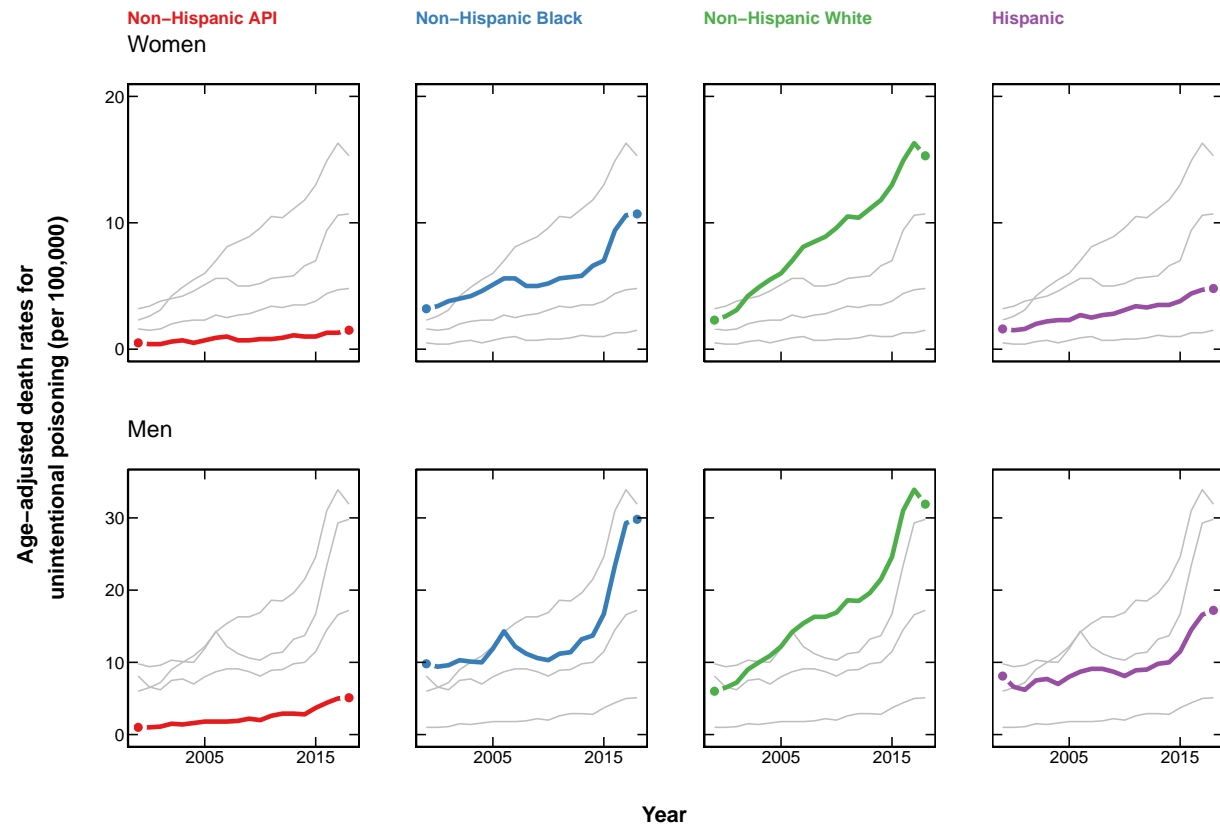 Non−Hispanic API
Non−Hispanic Black
Non−Hispanic White
Hispanic
Women
20
10
0
Men
30
20
10
0
2005
2015
2005
2015
2005
2015
2005
2015
Age−adjusted death rates for
unintentional poisoning (per 100,000)
Year